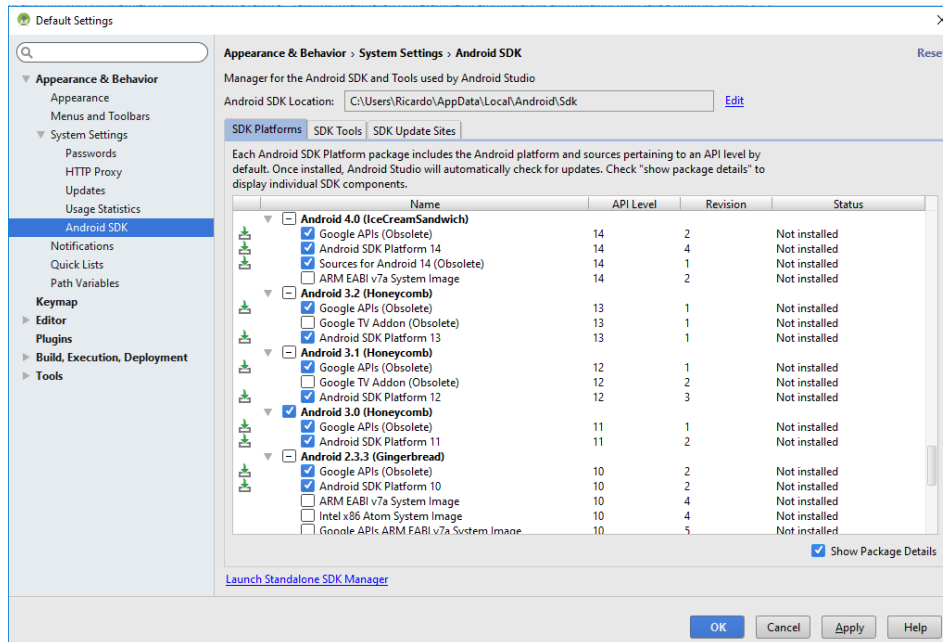 Default Settings
Appearance & Behavior › System Settings › Android SDK
Reset
Manager for the Android SDK and Tools used by Android Studio
Android SDK Location: C:\Users\Ricardo\AppData\Local\Android\Sdk Edit
Appearance & Behavior
Appearance
Menus and Toolbars
System Settings
Passwords
HTTP Proxy
Updates
Usage Statistics
Android SDK
Notifications
Quick Lists
Path Variables
Keymap
Editor
Plugins
Build, Execution, Deployment
Tools
SDK Platforms SDK Tools SDK Update Sites
Each Android SDK Platform package includes the Android platform and sources pertaining to an API level by
default. Once installed, Android Studio will automatically check for updates. Check "show package details" to
display individual SDK components.
Name API Level Revision Status
Android 4.0 (IceCreamSandwich)
Google APIs (Obsolete) 14 2 Not installed
Android SDK Platform 14 14 4 Not installed
Sources for Android 14 (Obsolete) 14 1 Not installed
ARM EABI v7a System Image 14 2 Not installed
Android 3.2 (Honeycomb)
Google APIs (Obsolete) 13 1 Not installed
Google TV Addon (Obsolete) 13 1 Not installed
Android SDK Platform 13 13 1 Not installed
Android 3.1 (Honeycomb)
Google APIs (Obsolete) 12 1 Not installed
Google TV Addon (Obsolete) 12 2 Not installed
Android SDK Platform 12 12 3 Not installed
Android 3.0 (Honeycomb)
Google APIs (Obsolete) 11 1 Not installed
Android SDK Platform 11 11 2 Not installed
Android 2.3.3 (Gingerbread)
Google APIs (Obsolete) 10 2 Not installed
Android SDK Platform 10 10 2 Not installed
ARM EABI v7a System Image 10 4 Not installed
Intel x86 Atom System Image 10 4 Not installed
Google APIs ARM EABI v7a System Image 10 5 Not installed
Show Package Details
Launch Standalone SDK Manager
OK Cancel Apply Help